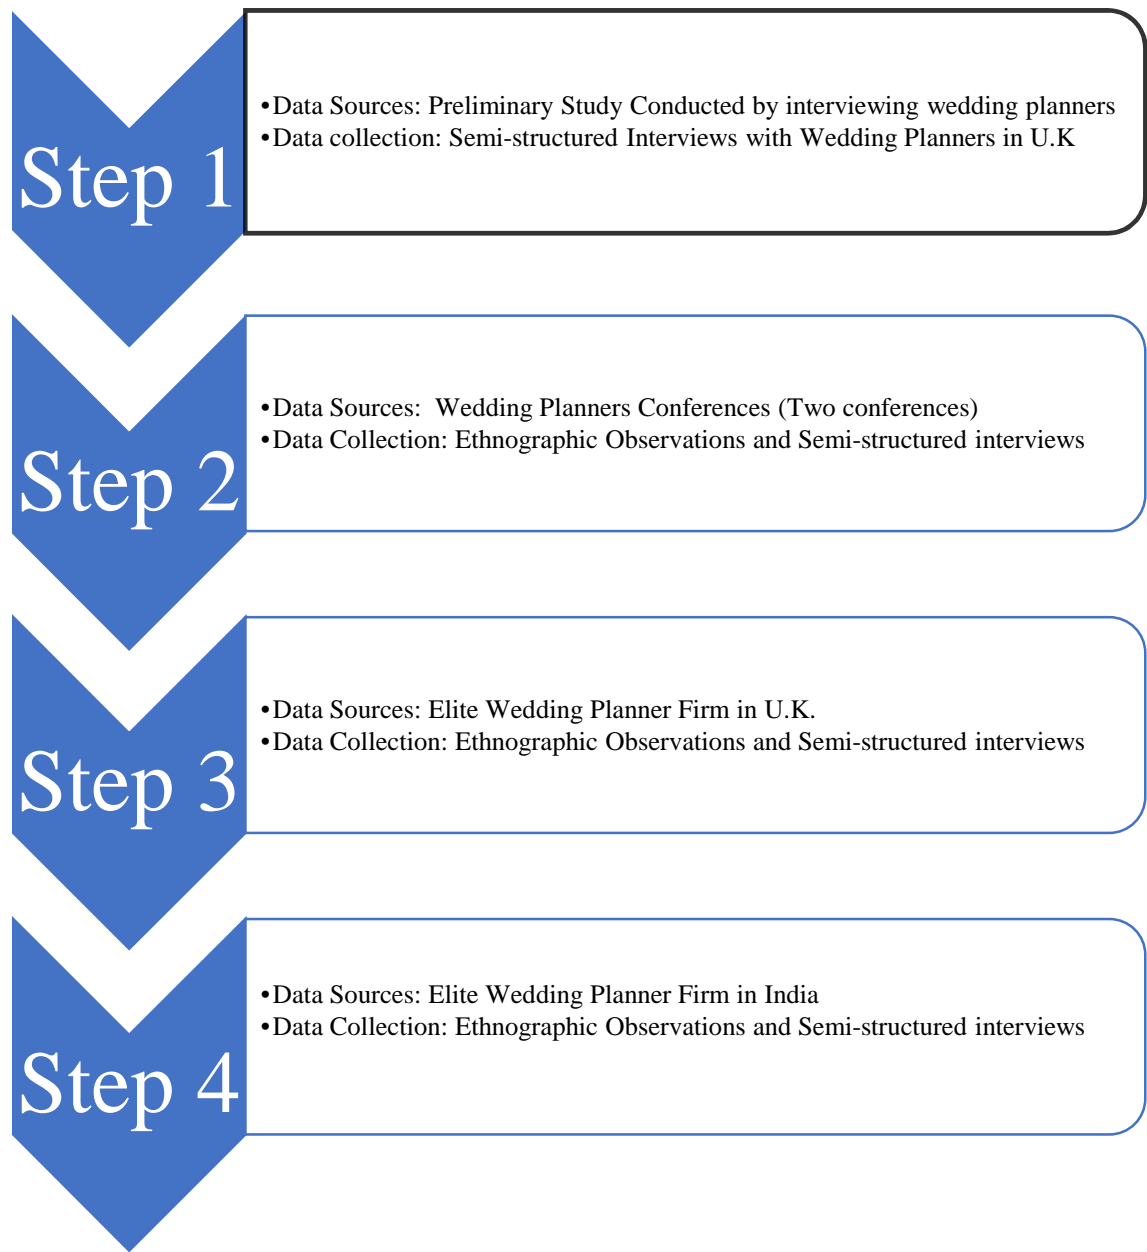 Step 1
•Data Sources: Preliminary Study Conducted by interviewing wedding planners
•Data collection: Semi-structured Interviews with Wedding Planners in U.K
Step 2
•Data Sources:  Wedding Planners Conferences (Two conferences)
•Data Collection: Ethnographic Observations and Semi-structured interviews
Step 3
•Data Sources: Elite Wedding Planner Firm in U.K.
•Data Collection: Ethnographic Observations and Semi-structured interviews
Step 4
•Data Sources: Elite Wedding Planner Firm in India
•Data Collection: Ethnographic Observations and Semi-structured interviews